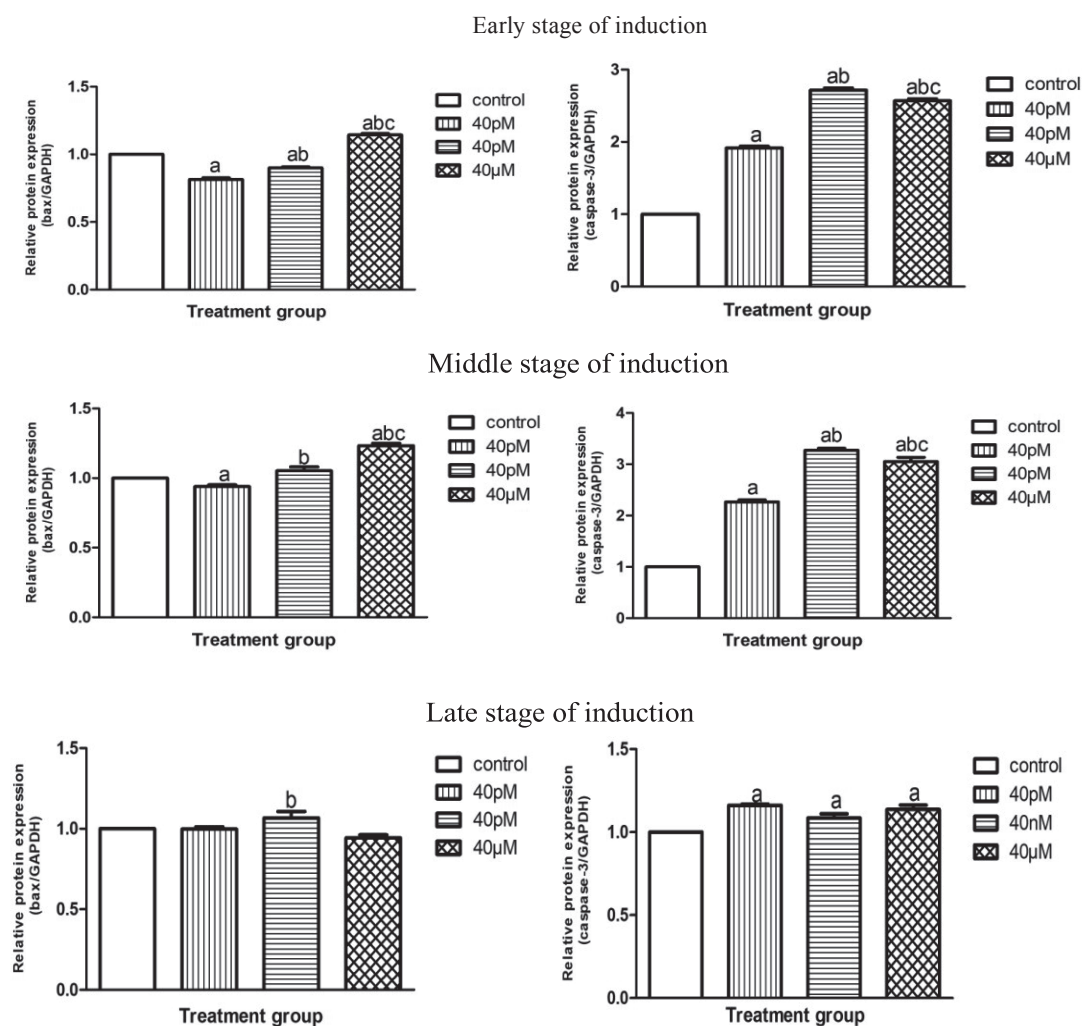 Early stage of induction
Relative protein expression
(bax/GAPDH)
1.5
1.0
0.5
0.0
a
ab
abc
Treatment group
control
40pM
40pM
40μM
Relative protein expression
(caspase-3/GAPDH)
3
2
1
0
a
ab
abc
Treatment group
control
40pM
40pM
40μM
Middle stage of induction
Relative protein expression
(bax/GAPDH)
1.5
1.0
0.5
0.0
a
b
abc
Treatment group
control
40pM
40pM
40μM
Relative protein expression
(caspase-3/GAPDH)
4
3
2
1
0
a
ab
abc
Treatment group
control
40pM
40pM
40μM
Late stage of induction
Relative protein expression
(bax/GAPDH)
1.5
1.0
0.5
0.0
b
Treatment group
control
40pM
40pM
40μM
Relative protein expression
(caspase-3/GAPDH)
1.5
1.0
0.5
0.0
a
a
a
Treatment group
control
40pM
40nM
40μM